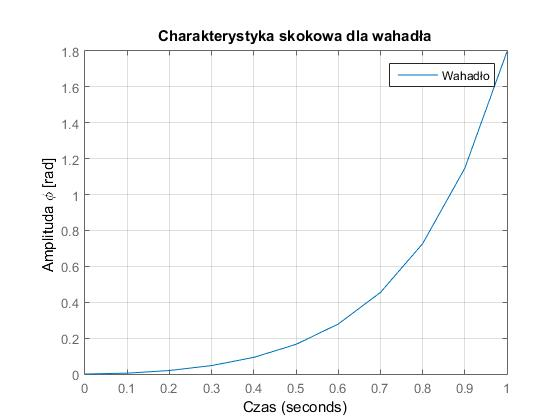 Charakterystyka skokowa dla wahadła
1.8
1.6
1.4
1.2
1
0.8
0.6
0.4
0.2
0
Amplituda ϕ [rad]
Wahadło
0 0.1 0.2 0.3 0.4 0.5 0.6 0.7 0.8 0.9 1
Czas (seconds)